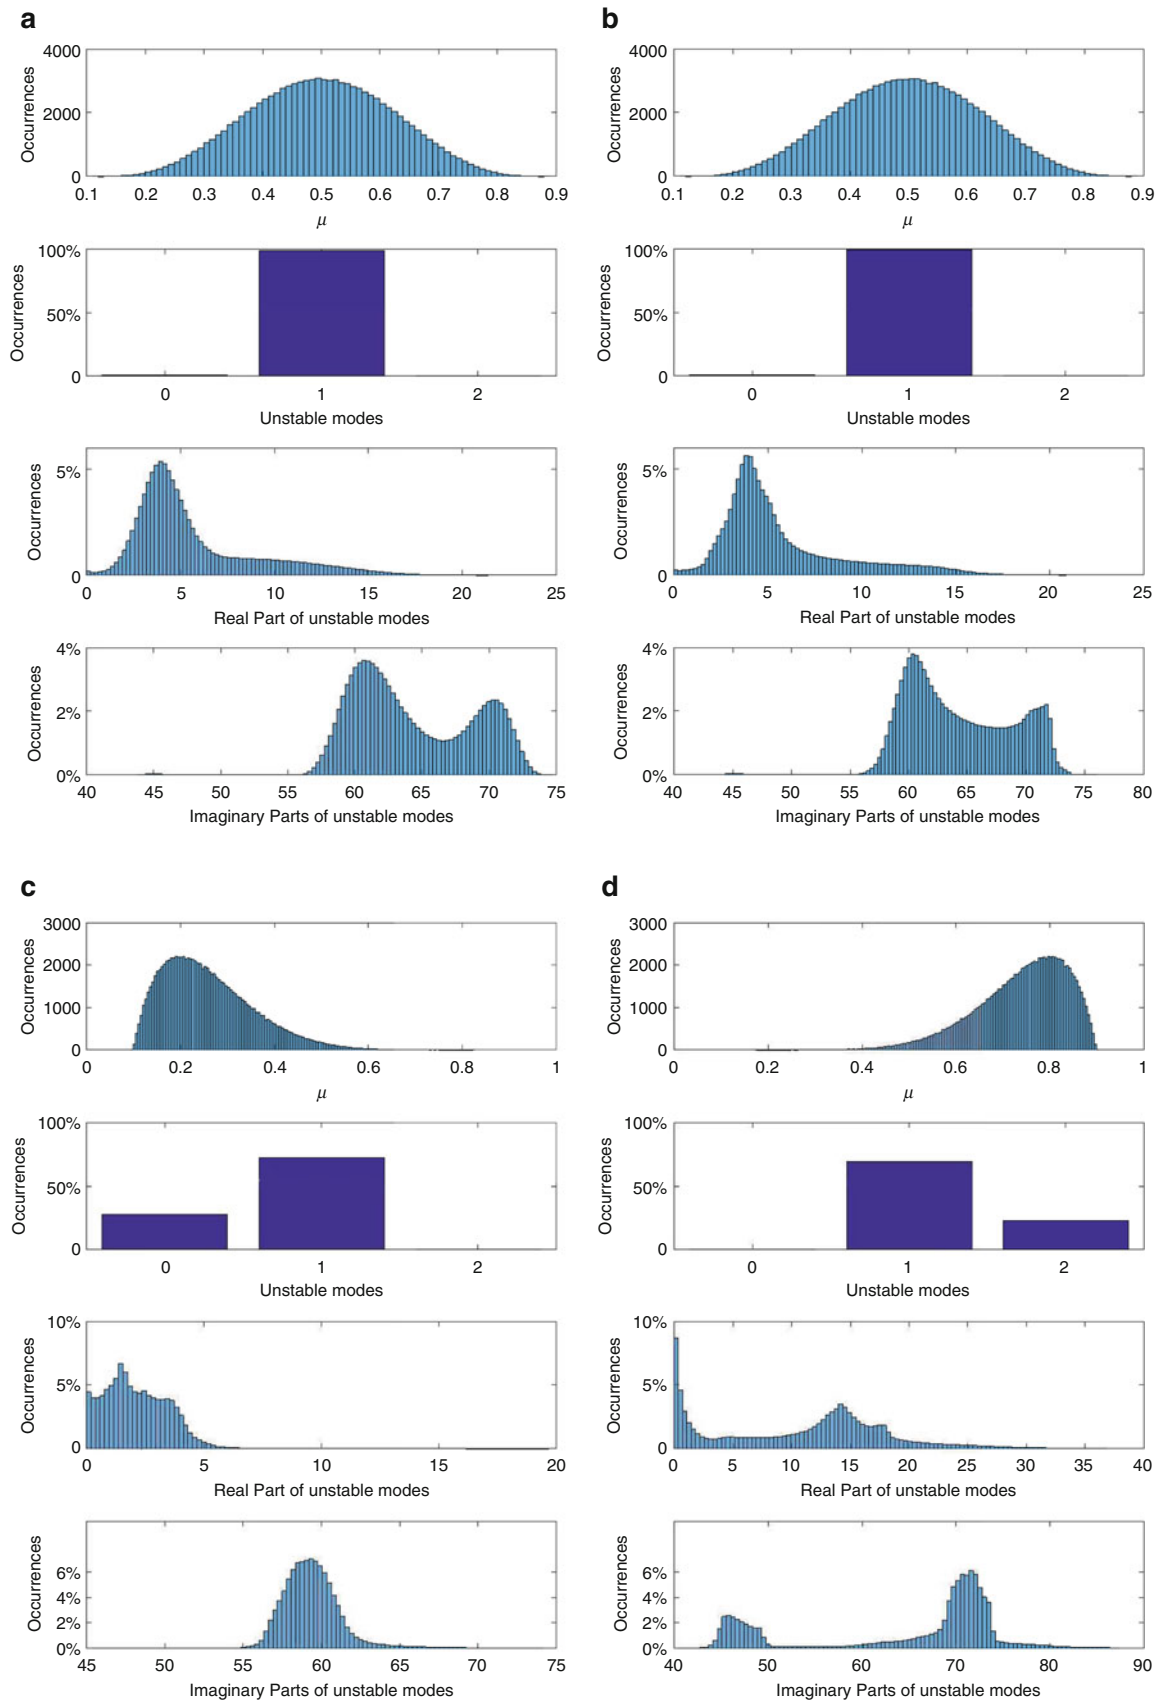 a
4000
2000
0
Occurrences
0.1 0.2 0.3 0.4 0.5 0.6 0.7 0.8 0.9
μ
100%
50%
0
Occurrences
0 1 2
Unstable modes
5%
0
Occurrences
0 5 10 15 20 25
Real Part of unstable modes
4%
2%
0%
Occurrences
40 45 50 55 60 65 70 75
Imaginary Parts of unstable modes
b
4000
2000
0
Occurrences
0.1 0.2 0.3 0.4 0.5 0.6 0.7 0.8 0.9
μ
100%
50%
0
Occurrences
0 1 2
Unstable modes
5%
0
Occurrences
0 5 10 15 20 25
Real Part of unstable modes
4%
2%
0%
Occurrences
40 45 50 55 60 65 70 75 80
Imaginary Parts of unstable modes
c
3000
2000
1000
0
Occurrences
0 0.2 0.4 0.6 0.8 1
μ
100%
50%
0
Occurrences
0 1 2
Unstable modes
10%
5%
0
Occurrences
0 5 10 15 20
Real Part of unstable modes
6%
4%
2%
0%
Occurrences
45 55 60 65 70 75
Imaginary Parts of unstable modes
d
3000
2000
1000
0
Occurrences
0 0.2 0.4 0.6 0.8 1
μ
100%
50%
0
Occurrences
0 1 2
Unstable modes
10%
5%
0
Occurrences
0 5 10 15 20 25 30 35 40
Real Part of unstable modes
6%
4%
2%
0%
Occurrences
40 50 60 70 80 90
Imaginary Parts of unstable modes